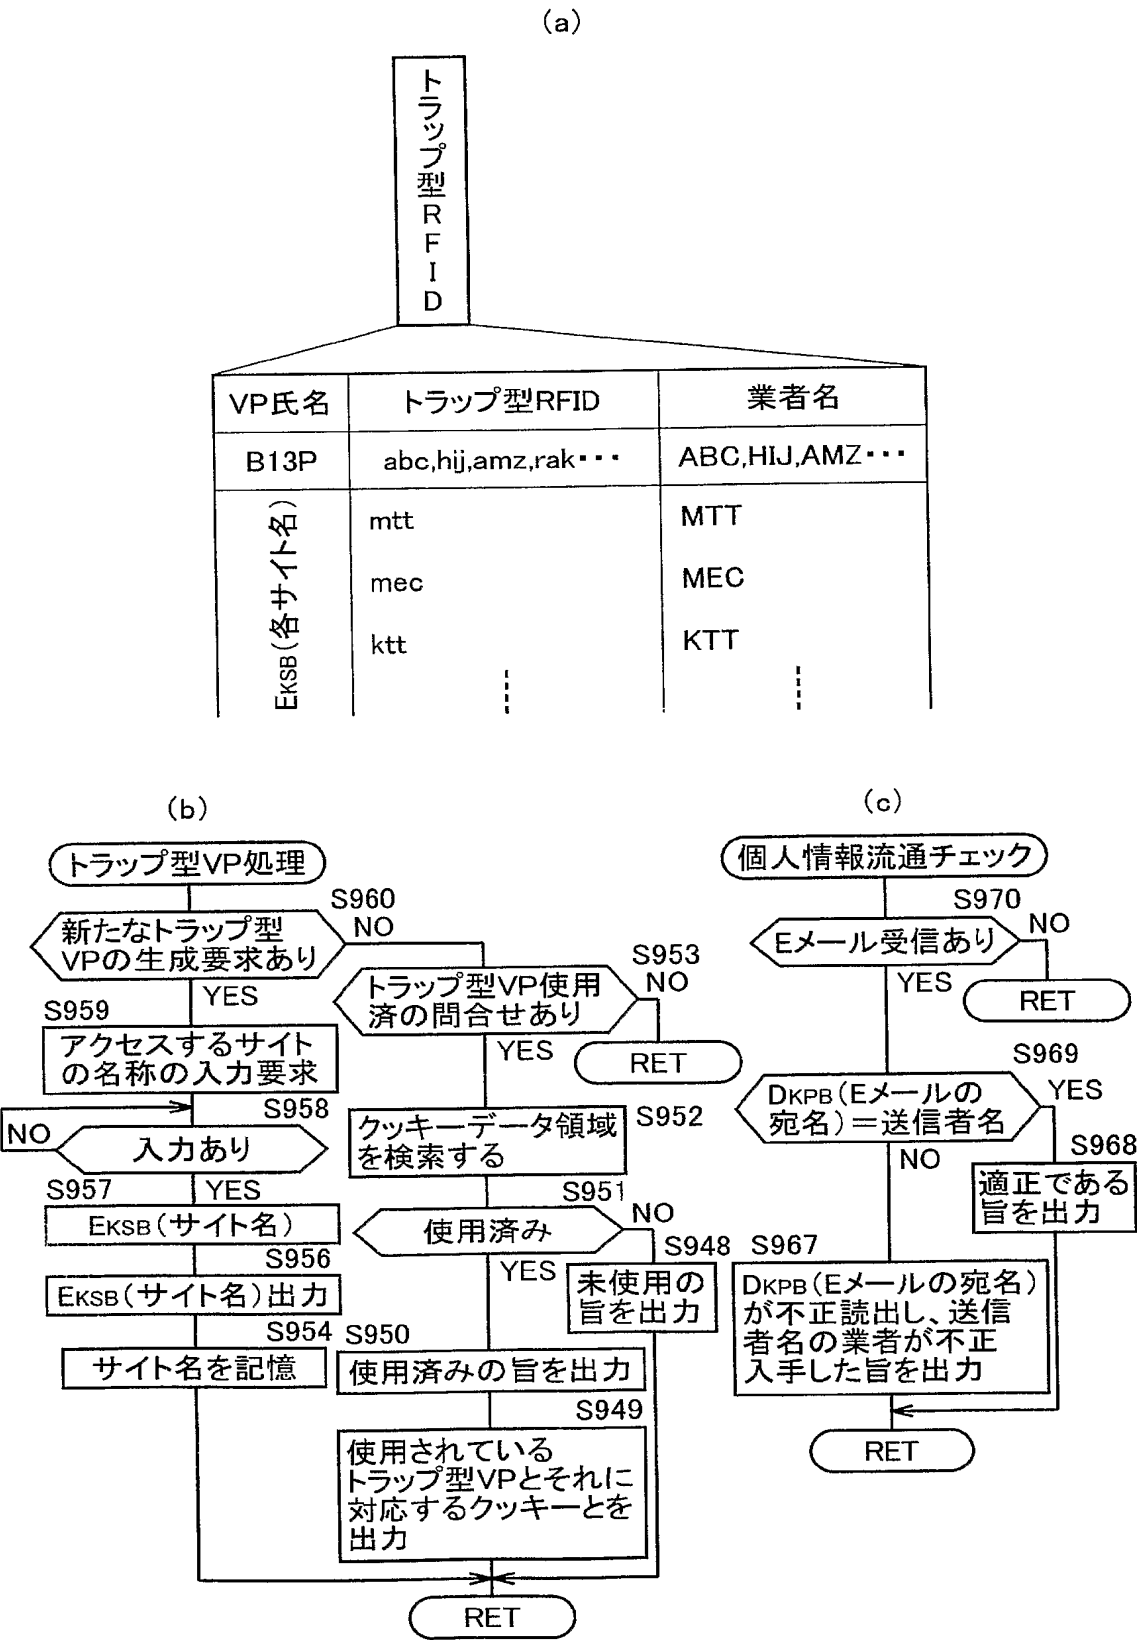 (a)
トラップ型RFID
VP氏名
トラップ型RFID
業者名
B13P
abc,hij,amz,rak・・・
ABC,HIJ,AMZ・・・
EKSB(各サイト名)
mtt
MTT
mec
MEC
ktt
KTT
(b)
トラップ型VP処理
S960
新たなトラップ型
VPの生成要求あり
NO
YES
S953
トラップ型VP使用
済の問合せあり
NO
RET
YES
S959
アクセスするサイト
の名称の入力要求
S958
NO
入力あり
YES
S957
EKSB(サイト名)
S956
EKSB(サイト名)出力
S954
サイト名を記憶
クッキーデータ領域
を検索する
S952
S951
使用済み
NO
YES
S948
未使用の
旨を出力
S950
使用済みの旨を出力
S949
使用されている
トラップ型VPとそれに
対応するクッキーとを
出力
RET
(c)
個人情報流通チェック
S970
Eメール受信あり
NO
RET
YES
S969
DKPB(Eメールの
宛名)=送信者名
YES
NO
S968
適正である
旨を出力
S967
DKPB(Eメールの宛名)
が不正読出し、送信
者名の業者が不正
入手した旨を出力
RET